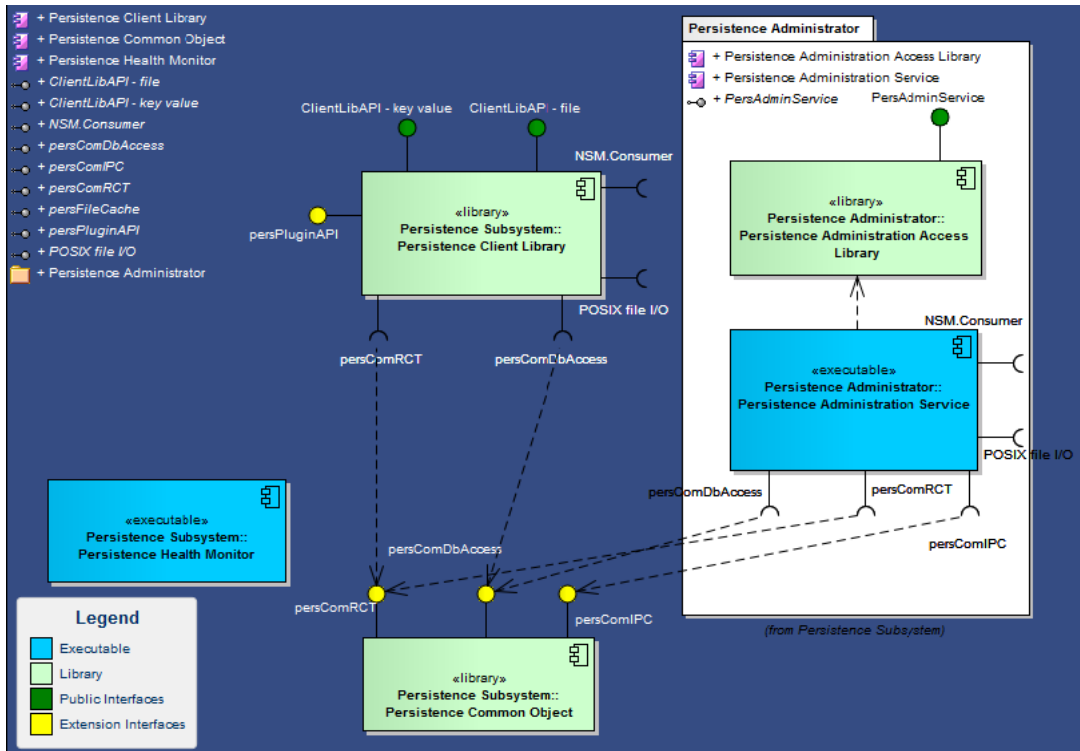 + Persistence Client Library
+ Persistence Common Object
+ Persistence Health Monitor
+ ClientLibAPI - file
+ ClientLibAPI - key value
+ NSM.Consumer
+ persComDbAccess
+ persComIPC
+ persComRCT
+ persFileCache
+ persPluginAPI
+ POSIX file I/O
+ Persistence Administrator
ClientLibAPI - key value
ClientLibAPI - file
NSM.Consumer
«library»
Persistence Subsystem::
Persistence Client Library
persPluginAPI
POSIX file I/O
persComRCT
persComDbAccess
Persistence Administrator
+ Persistence Administration Access Library
+ Persistence Administration Service
+ PersAdminService
PersAdminService
«library»
Persistence Administrator::
Persistence Administration Access
Library
NSM.Consumer
«executable»
Persistence Administrator::
Persistence Administration Service
POSIX file I/O
persComDbAccess
persComRCT
persComIPC
(from Persistence Subsystem)
«executable»
Persistence Subsystem::
Persistence Health Monitor
persComDbAccess
persComRCT
persComIPC
«library»
Persistence Subsystem::
Persistence Common Object
Legend
Executable
Library
Public Interfaces
Extension Interfaces